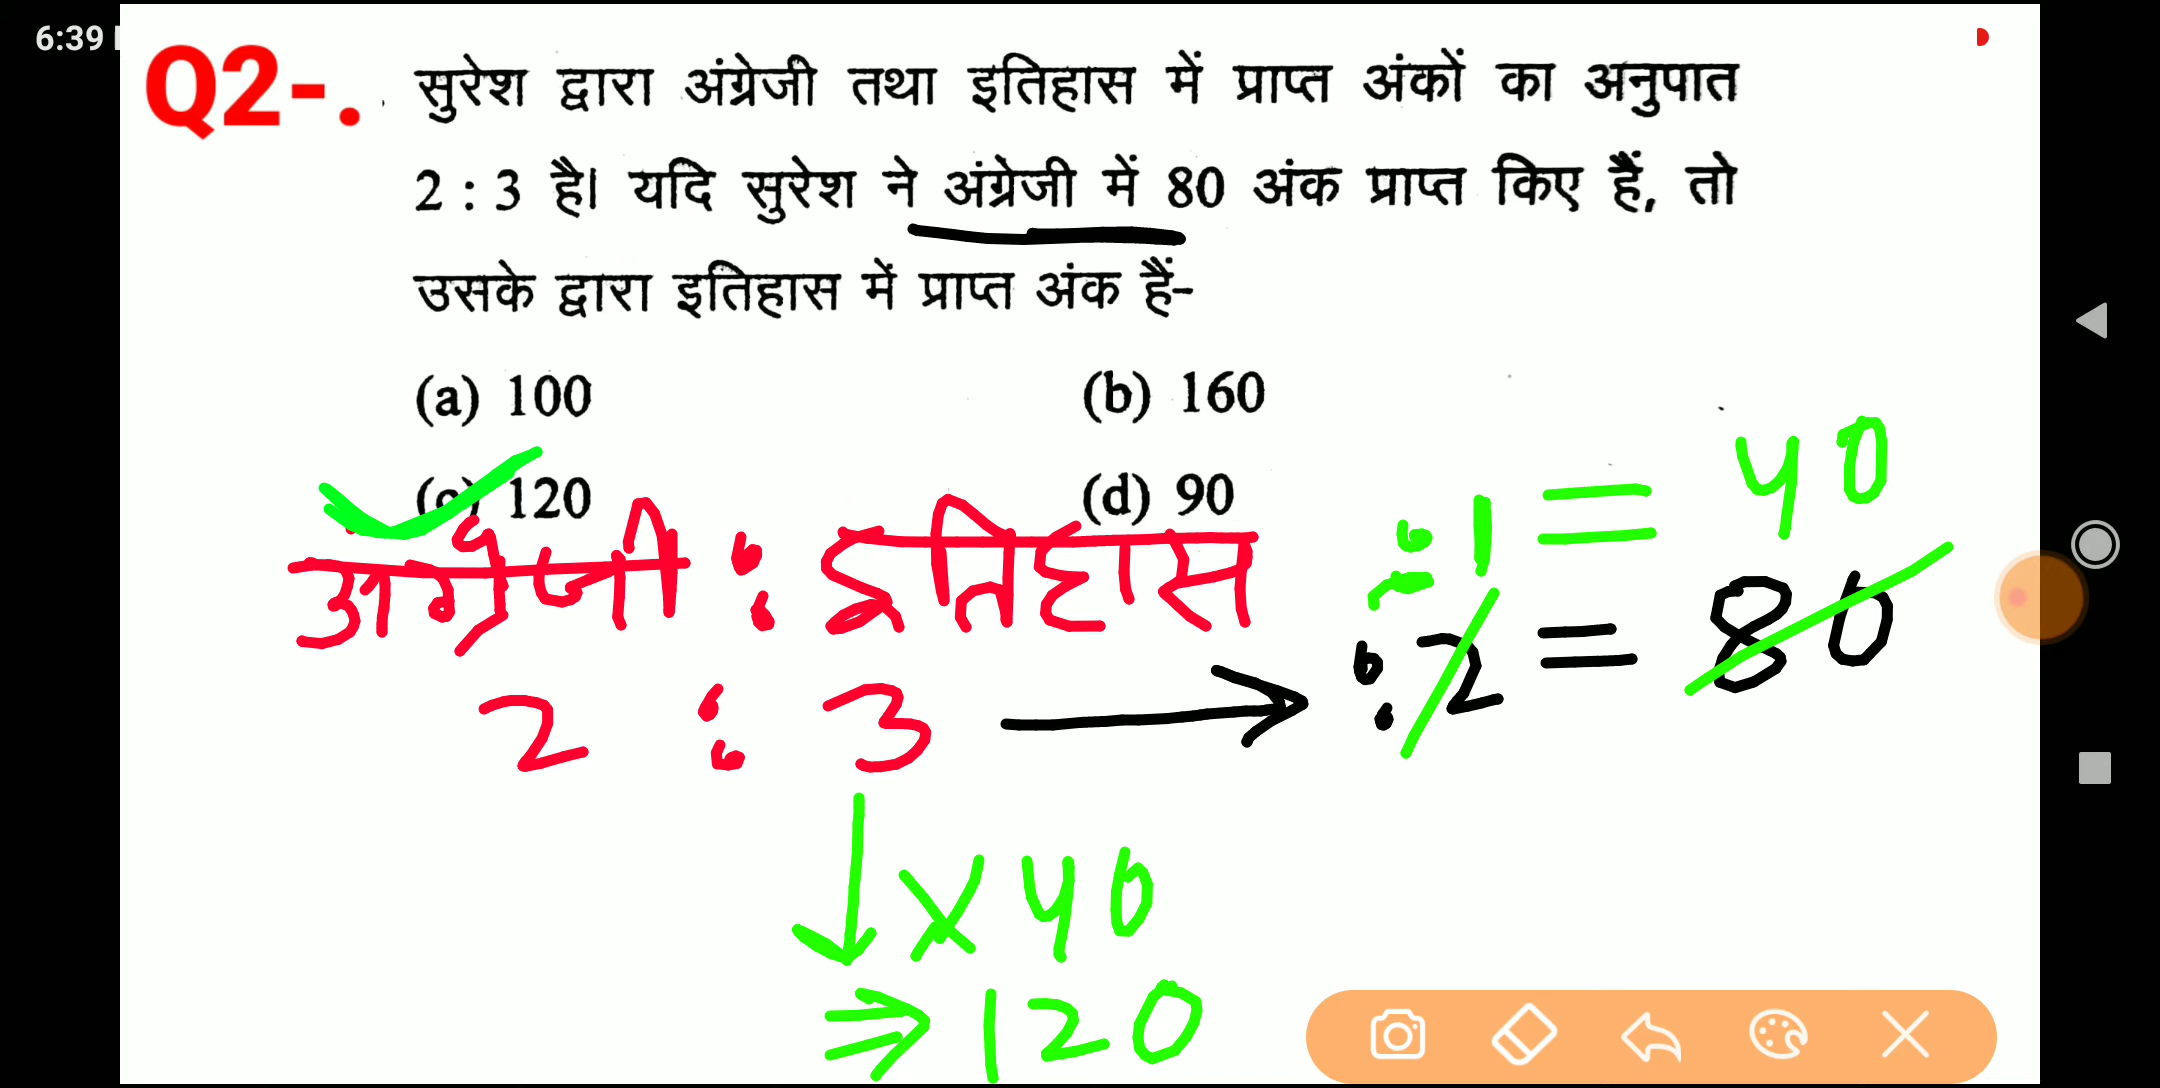 6:39
Q2-. सुरेश द्वारा अंग्रेजी तथा इतिहास में प्राप्त अंकों का अनुपात
2 : 3 है। यदि सुरेश ने अंग्रेजी में 80 अंक प्राप्त किए हैं, तो
उसके द्वारा इतिहास में प्राप्त अंक हैं-
(a) 100 (b) 160
(c) 120 (d) 90
अंग्रेजी : इतिहास
2 : 3
∴ 1 = 40
∵ 2 = 80
× 40
⇒ 120